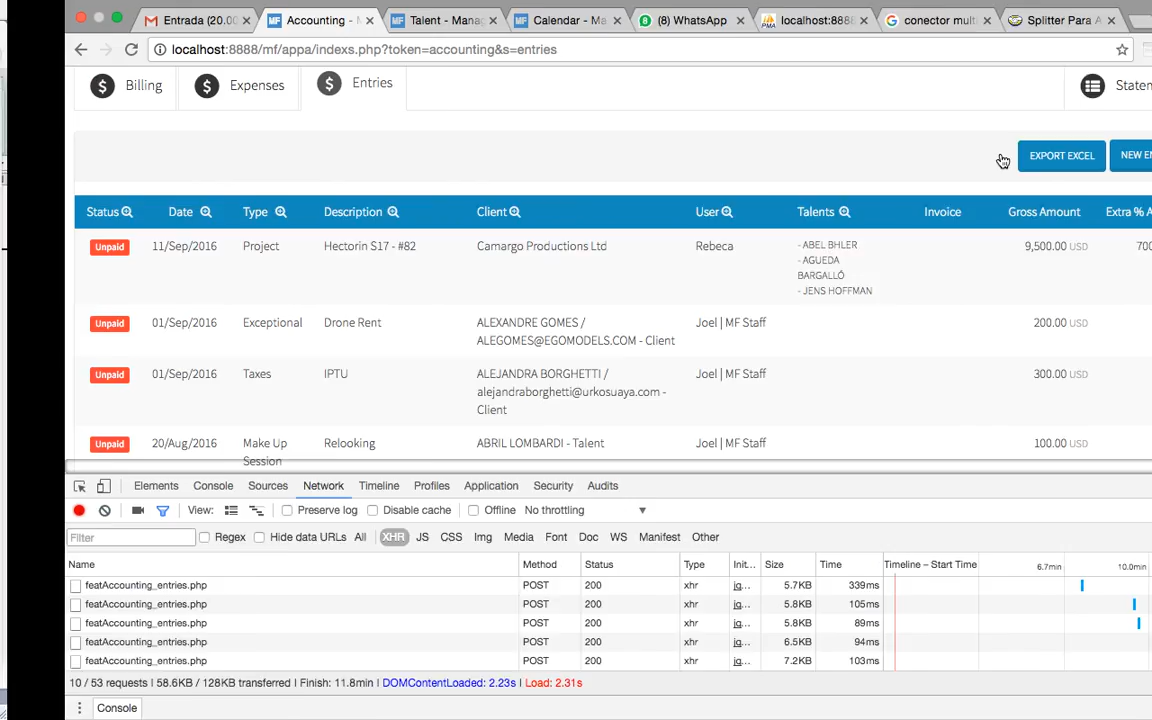 Entrada (20.00
Accounting - M
Talent - Manag
Calendar - Ma
(8) WhatsApp
localhost:8888
conector mult
Splitter Para A
localhost:8888/mf/appa/indexs.php?token=accounting&s=entries
Billing
Expenses
Entries
EXPORT EXCEL
Status Date Type Description Client User Talents Invoice Gross Amount Extra %
Unpaid 11/Sep/2016 Project Hectorin S17 - #82 Camargo Productions Ltd Rebeca - ABEL BHLER 9,500.00 USD 700
- AGUEDA
BARGALLÓ
- JENS HOFFMAN
Unpaid 01/Sep/2016 Exceptional Drone Rent ALEXANDRE GOMES / Joel | MF Staff 200.00 USD
ALEGOMES@EGOMODELS.COM - Client
Unpaid 01/Sep/2016 Taxes IPTU ALEJANDRA BORGHETTI / Joel | MF Staff 300.00 USD
alejandraborghetti@urkosuaya.com -
Client
Unpaid 20/Aug/2016 Make Up Relooking ABRIL LOMBARDI - Talent Joel | MF Staff 100.00 USD
Session
Elements Console Sources Network Timeline Profiles Application Security Audits
View: Preserve log Disable cache Offline No throttling
Filter Regex Hide data URLs All XHR JS CSS Img Media Font Doc WS Manifest Other
Name Method Status Type Init... Size Time Timeline – Start Time 6.7min 10.0min
featAccounting_entries.php POST 200 xhr jq... 5.7KB 339ms
featAccounting_entries.php POST 200 xhr jq... 5.8KB 105ms
featAccounting_entries.php POST 200 xhr jq... 5.8KB 89ms
featAccounting_entries.php POST 200 xhr jq... 6.5KB 94ms
featAccounting_entries.php POST 200 xhr jq... 7.2KB 103ms
10 / 53 requests | 58.6KB / 128KB transferred | Finish: 11.8min | DOMContentLoaded: 2.23s | Load: 2.31s
Console